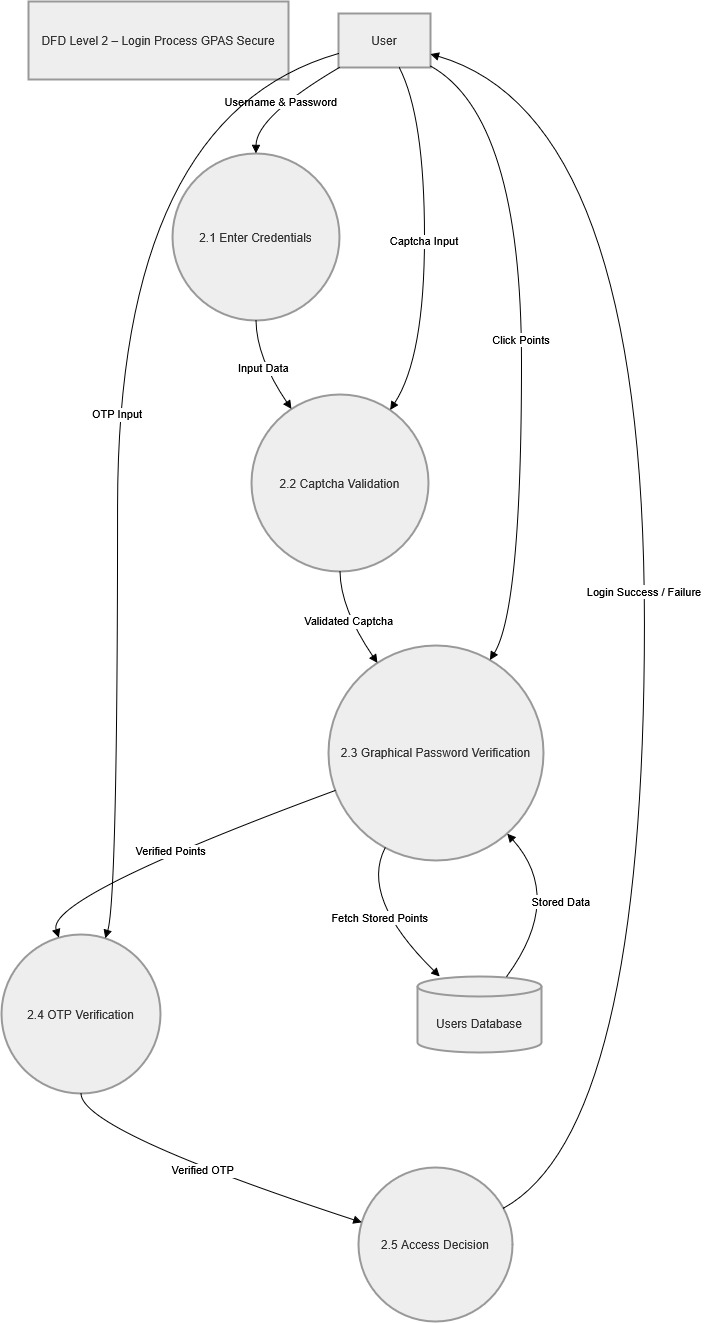 DFD Level 2 – Login Process GPAS Secure
User
Username & Password
2.1 Enter Credentials
Captcha Input
Click Points
Input Data
OTP Input
2.2 Captcha Validation
Login Success / Failure
Validated Captcha
2.3 Graphical Password Verification
Verified Points
Stored Data
Fetch Stored Points
2.4 OTP Verification
Users Database
Verified OTP
2.5 Access Decision